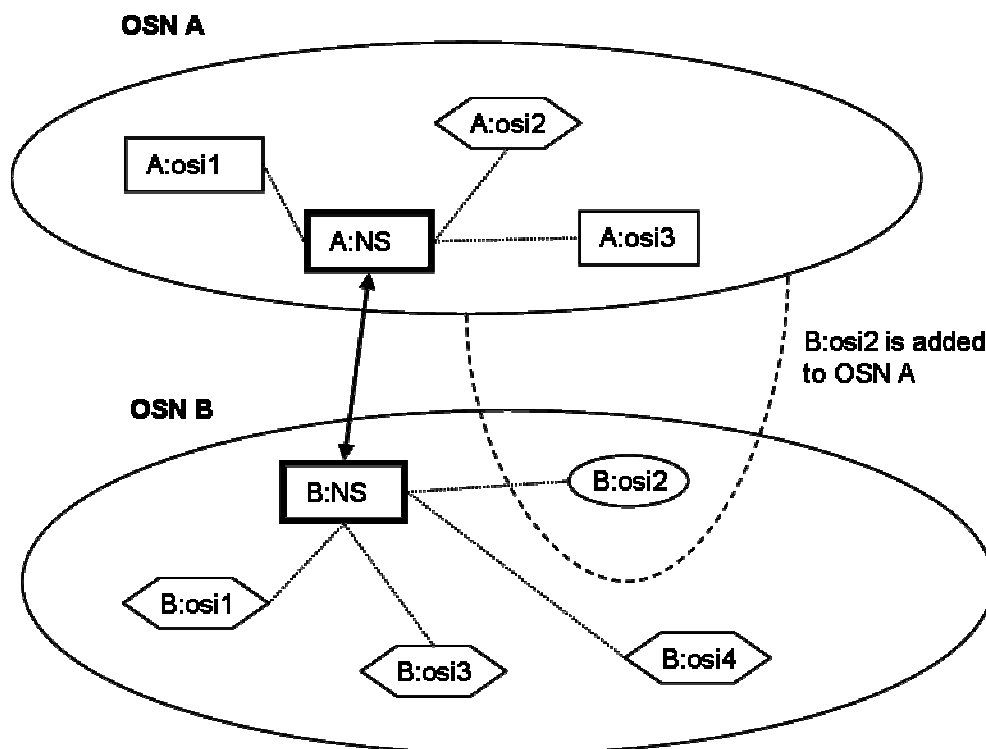 OSN A
A:osi2
A:osi1
A:NS
A:osi3
B:osi2 is added
to OSN A
OSN B
B:NS
B:osi2
B:osi1
B:osi3
B:osi4